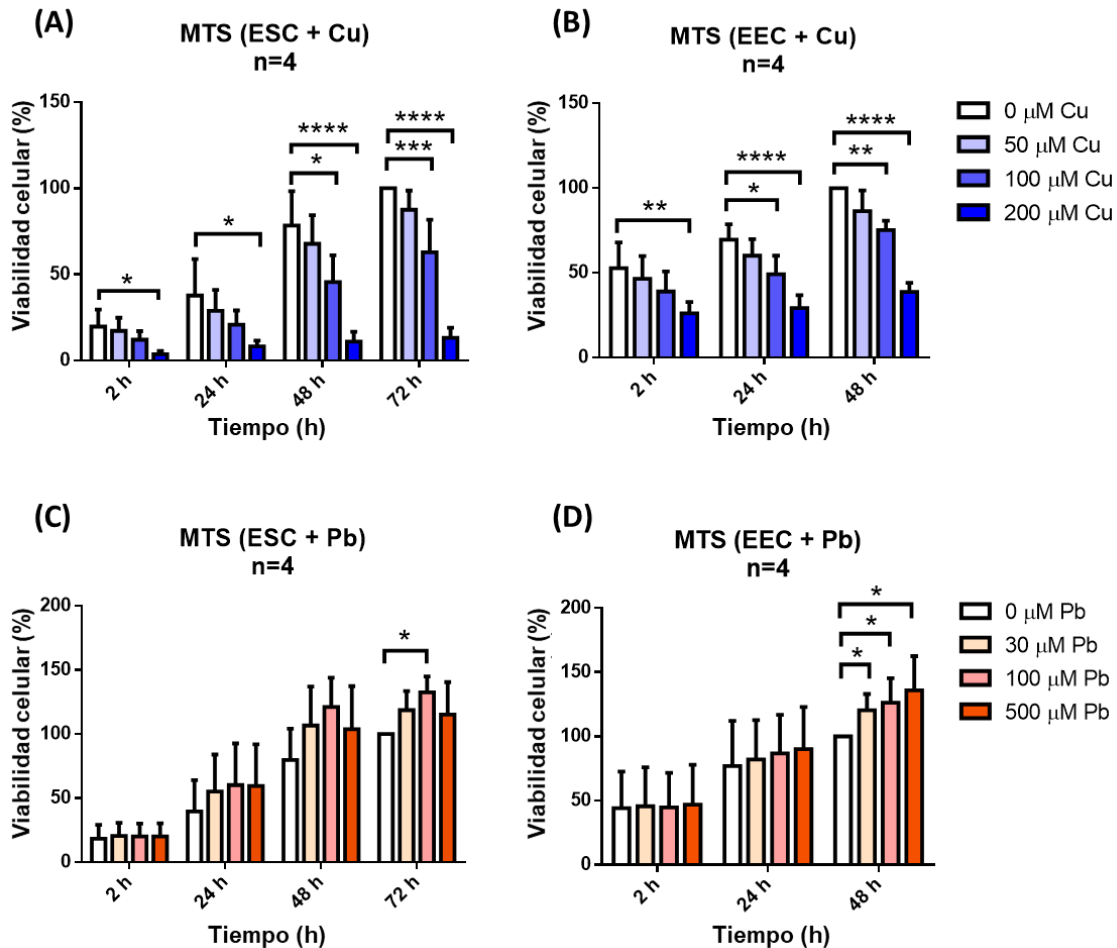 (A)
MTS (ESC + Cu)
n=4
Viabilidad celular (%)
150
100
50
0
* * * **** *** ****
2 h 24 h 48 h 72 h
Tiempo (h)
(B)
MTS (EEC + Cu)
n=4
Viabilidad celular (%)
150
100
50
0
** * **** ** ****
2 h 24 h 48 h
Tiempo (h)
0 µM Cu
50 µM Cu
100 µM Cu
200 µM Cu
(C)
MTS (ESC + Pb)
n=4
Viabilidad celular (%)
200
150
100
50
0
*
2 h 24 h 48 h 72 h
Tiempo (h)
(D)
MTS (EEC + Pb)
n=4
Viabilidad celular (%)
200
150
100
50
0
* * *
2 h 24 h 48 h
Tiempo (h)
0 µM Pb
30 µM Pb
100 µM Pb
500 µM Pb